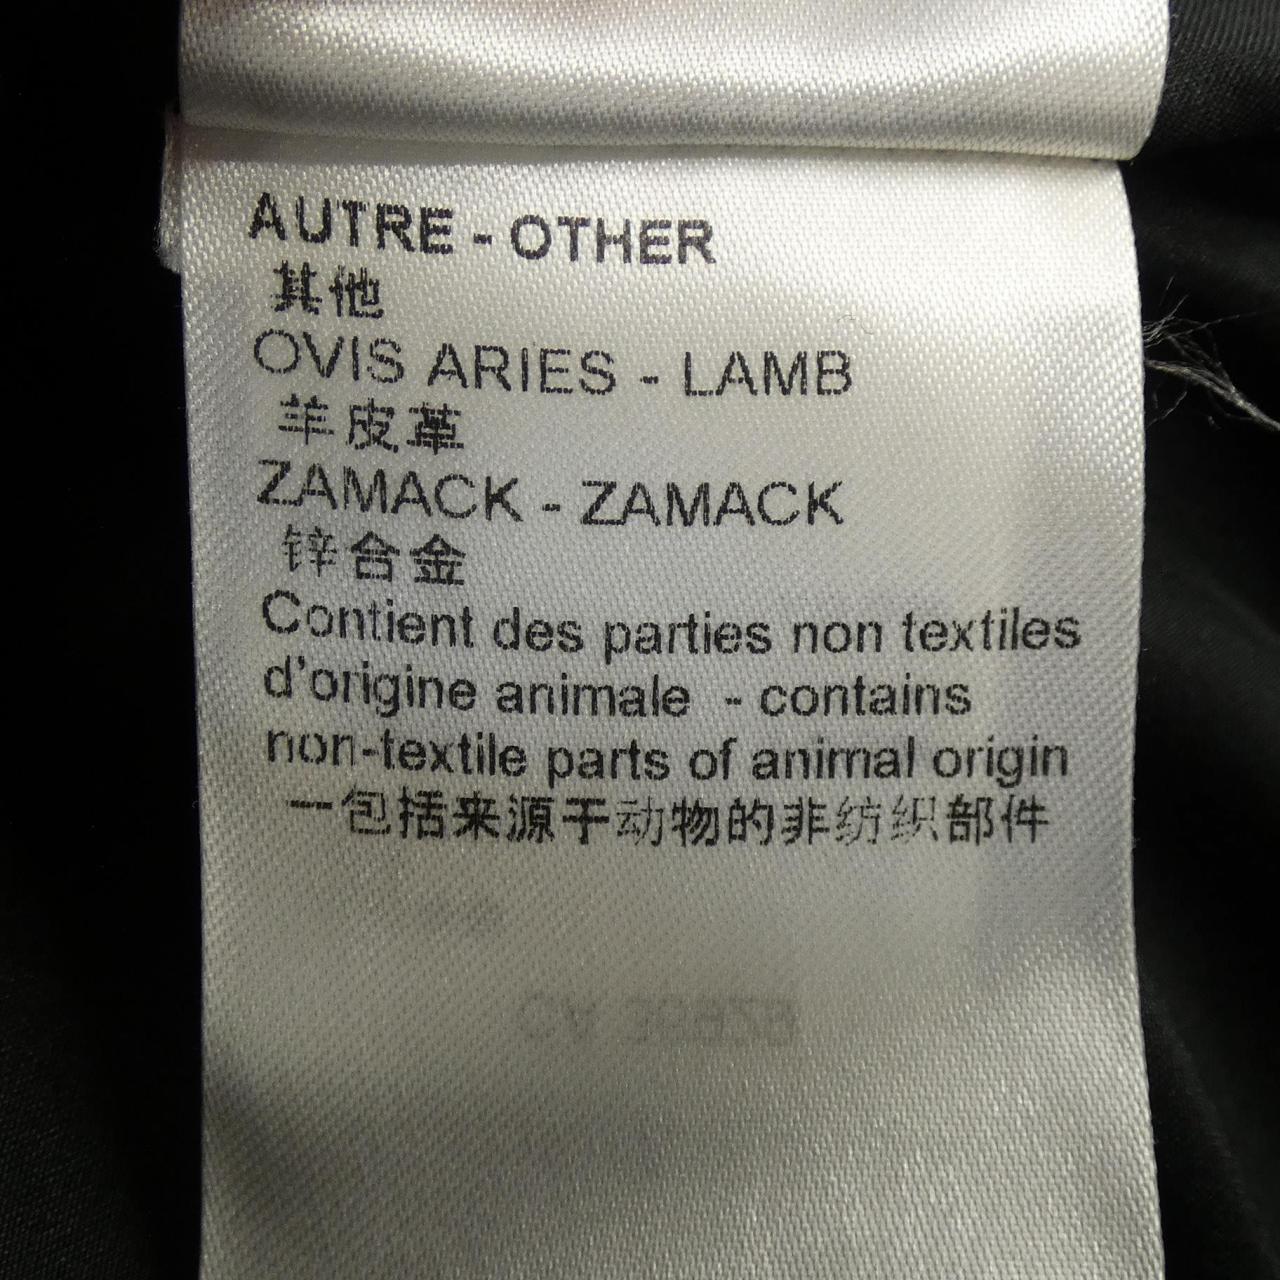 AUTRE - OTHER
其他
OVIS ARIES - LAMB
羊皮革
ZAMACK - ZAMACK
锌合金
Contient des parties non textiles
d'origine animale - contains
non-textile parts of animal origin
一包括来源于动物的非纺织部件